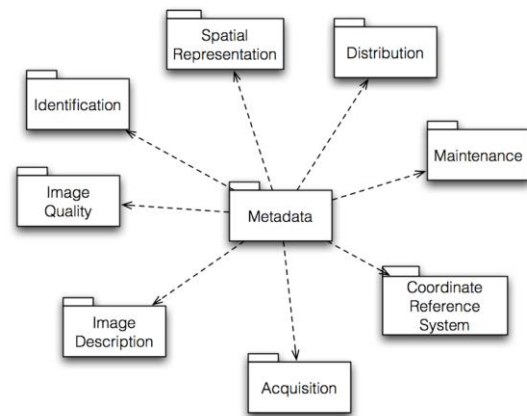 Spatial
Representation
Distribution
Identification
Maintenance
Image
Quality
Metadata
Coordinate
Reference
System
Image
Description
Acquisition